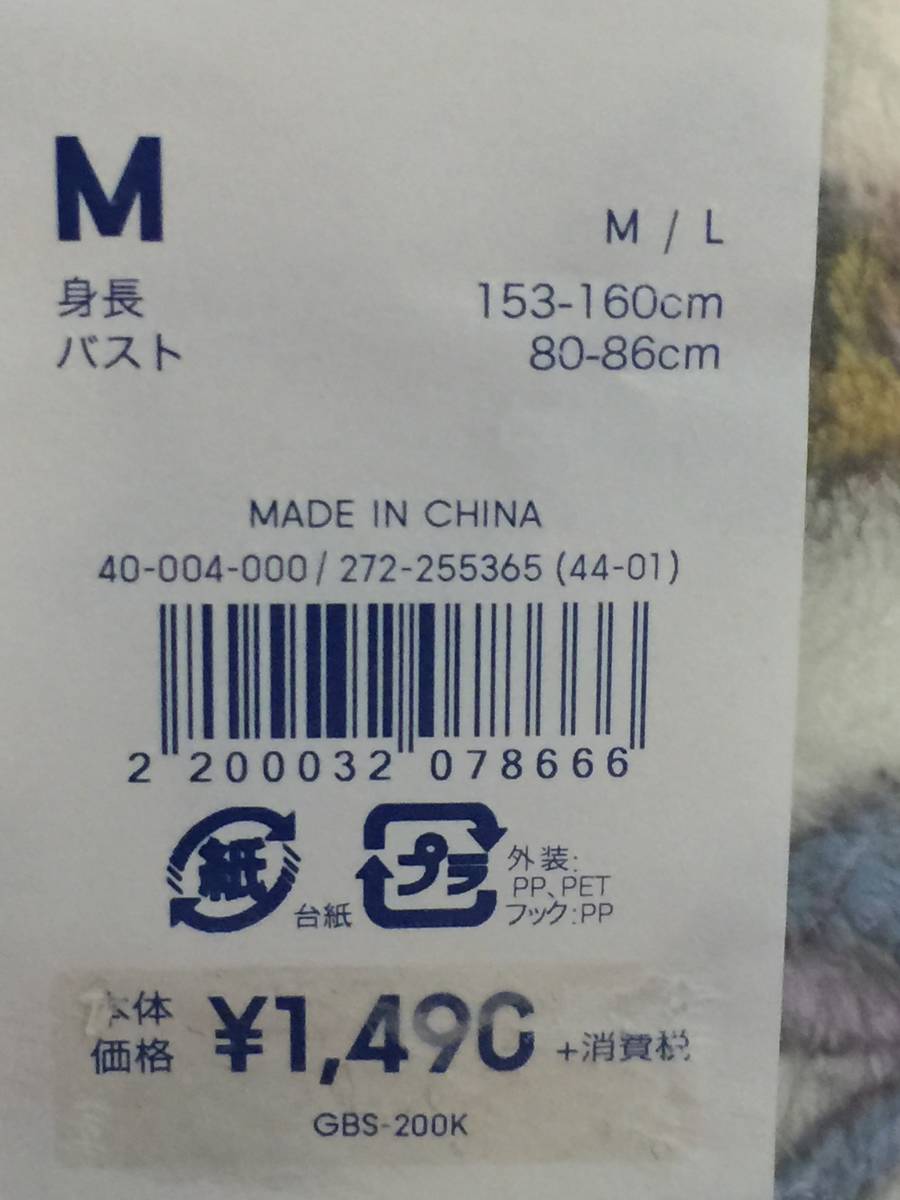 M
M / L
身長 153-160cm
バスト 80-86cm
MADE IN CHINA
40-004-000/272-255365(44-01)
2 200032 078666
紙
台紙
プラ
外装:
PP、PET
フック:PP
本体
価格
¥1,490 +消費税
GBS-200K